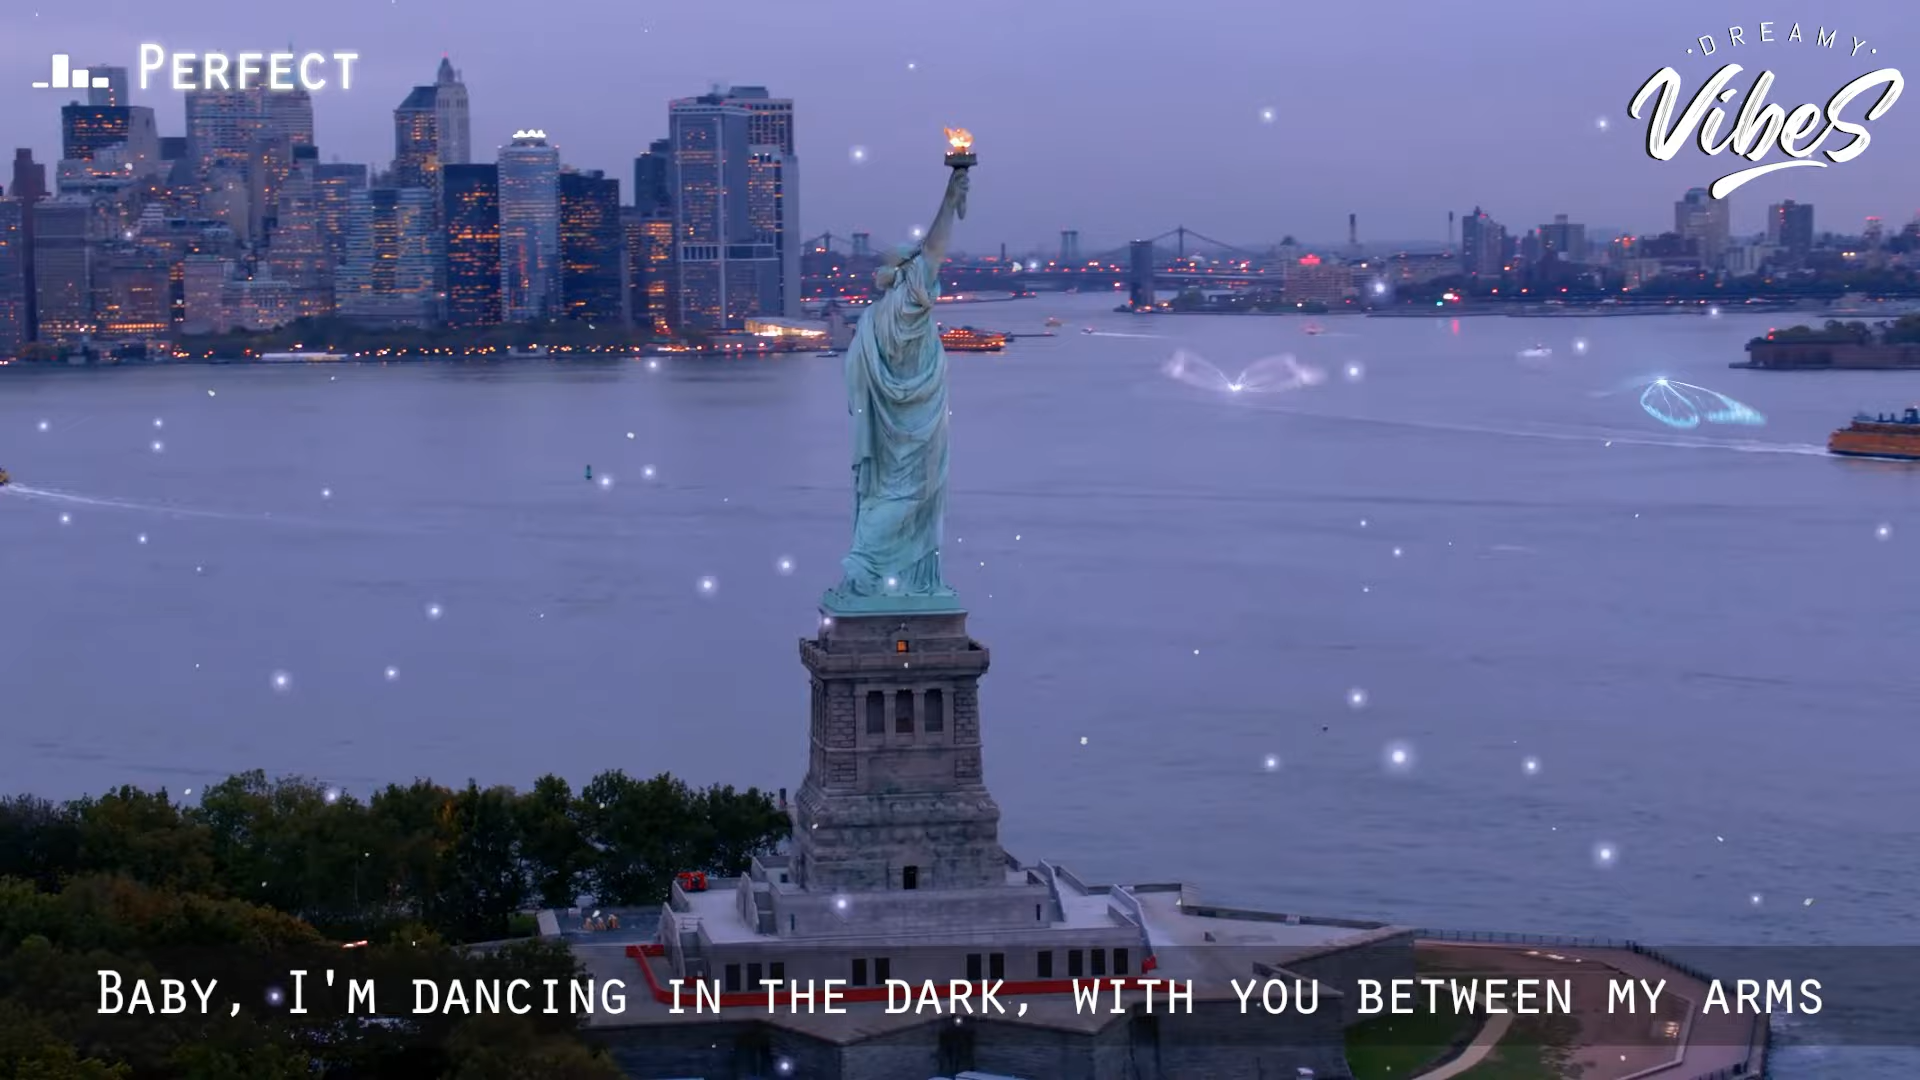 Perfect
DREAMY
Vibes
Baby, I'm dancing in the dark, with you between my arms